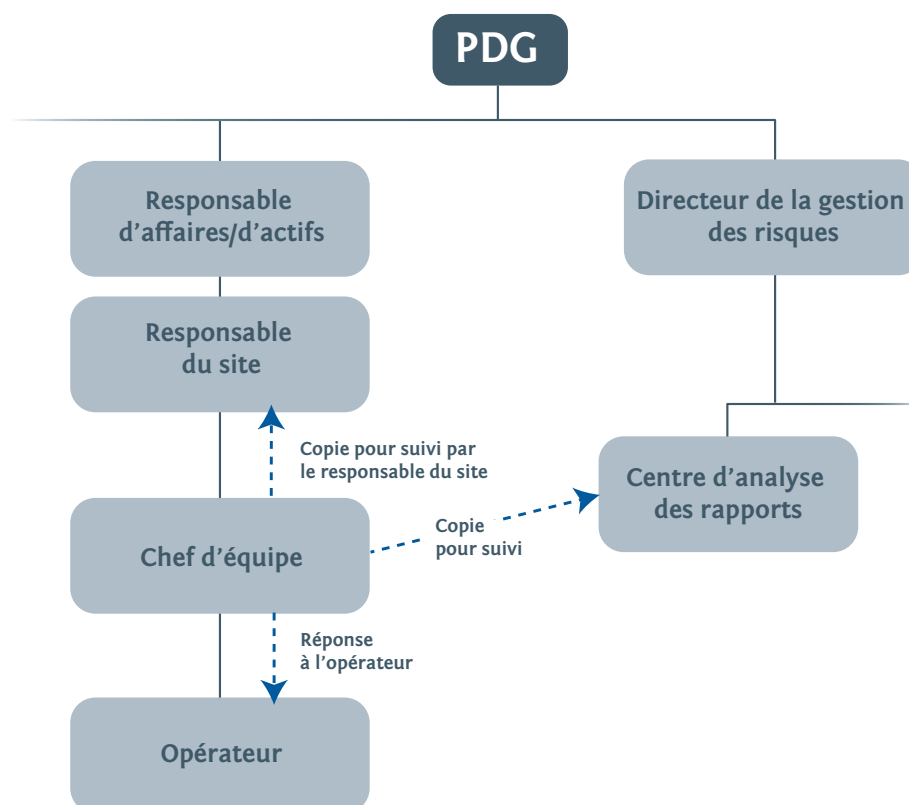 PDG
Responsable
d’affaires/d’actifs
Directeur de la gestion
des risques
Responsable
du site
Copie pour suivi par
le responsable du site
Centre d’analyse
des rapports
Copie
pour suivi
Chef d’équipe
Réponse
à l’opérateur
Opérateur